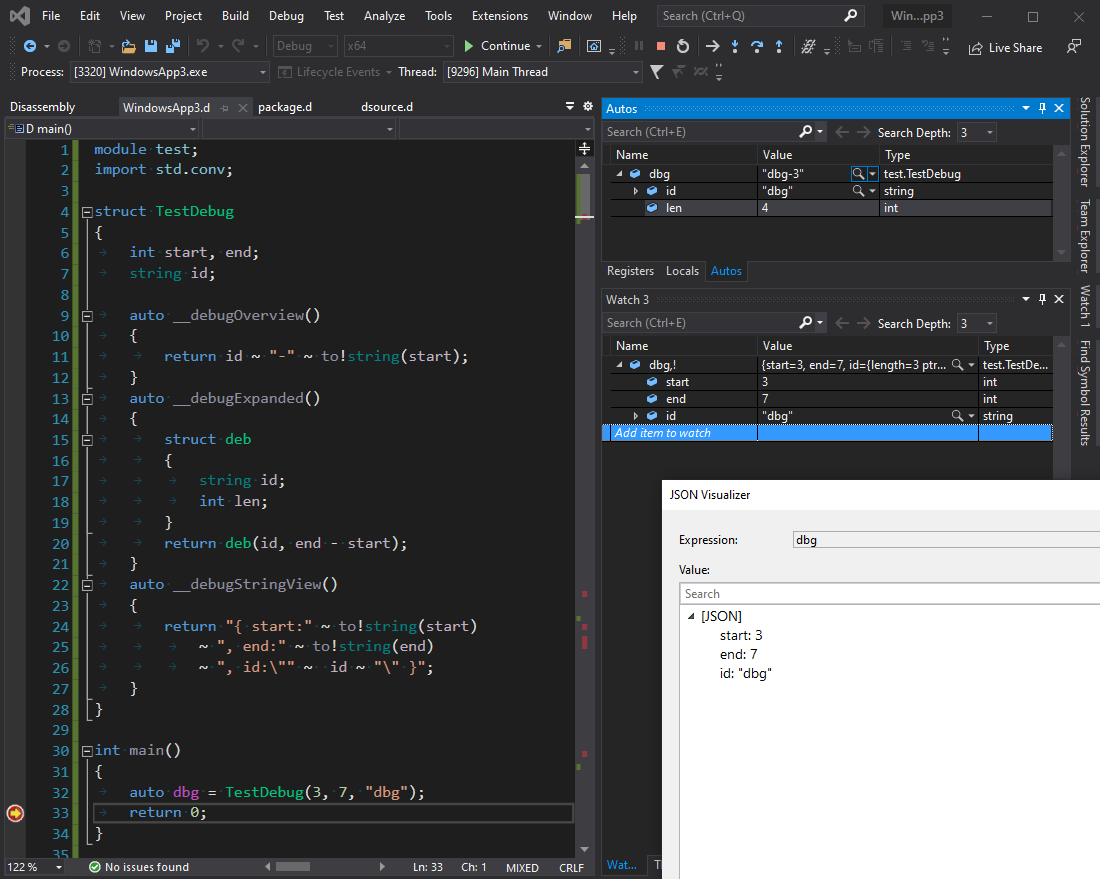 File Edit View Project Build Debug Test Analyze Tools Extensions Window Help Search (Ctrl+Q) Win...pp3
Debug x64 Continue Live Share
Process: [3320] WindowsApp3.exe Lifecycle Events Thread: [9296] Main Thread
Disassembly WindowsApp3.d package.d dsource.d
D main()
1 module test;
2 import std.conv;
3
4 struct TestDebug
5 {
6 int start, end;
7 string id;
8
9 auto __debugOverview()
10 {
11 return id ~ "-" ~ to!string(start);
12 }
13 auto __debugExpanded()
14 {
15 struct deb
16 {
17 string id;
18 int len;
19 }
20 return deb(id, end - start);
21 }
22 auto __debugStringView()
23 {
24 return "{ start:" ~ to!string(start)
25 ~ ", end:" ~ to!string(end)
26 ~ ", id:\"" ~ id ~ "\" }";
27 }
28 }
29
30 int main()
31 {
32 auto dbg = TestDebug(3, 7, "dbg");
33 return 0;
34 }
35
122 % No issues found Ln: 33 Ch: 1 MIXED CRLF
Autos
Search (Ctrl+E) Search Depth: 3
Name Value Type
dbg "dbg-3" test.TestDebug
id "dbg" string
len 4 int
Registers Locals Autos
Watch 3
Search (Ctrl+E) Search Depth: 3
Name Value Type
dbg,! {start=3, end=7, id={length=3 ptr... test.TestDe...
start 3 int
end 7 int
id "dbg" string
Add item to watch
JSON Visualizer
Expression: dbg
Value:
Search
[JSON]
start: 3
end: 7
id: "dbg"
Wat...
Solution Explorer
Team Explorer
Watch 1
Find Symbol Results